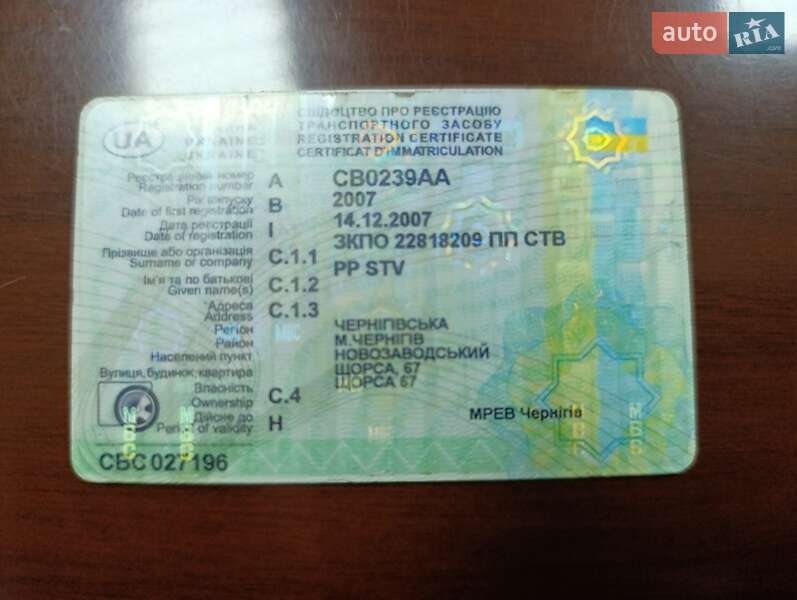 auto RIA .com
СВІДОЦТВО ПРО РЕЄСТРАЦІЮ
ТРАНСПОРТНОГО ЗАСОБУ
REGISTRATION CERTIFICATE
CERTIFICAT D'IMMATRICULATION
UA
UKRAINE
Реєстраційний номер
Registration number A СВ0239АА
Рік випуску 2007
Date of first registration B
Дата реєстрації 14.12.2007
Date of registration I
Прізвище або організація ЗКПО 22818209 ПП СТВ
Surname or company C.1.1
Ім'я та по батькові PP STV
Given name(s) C.1.2
Адреса
Address C.1.3
Регіон ЧЕРНІГІВСЬКА
Район М.ЧЕРНІГІВ
Населений пункт НОВОЗАВОДСЬКИЙ
Вулиця, будинок, квартира ЩОРСА, 67
ЩОРСА 67
Власність
Ownership C.4
Дійсне до
Period of validity H
МРЕВ Чернігів
СВС 027196